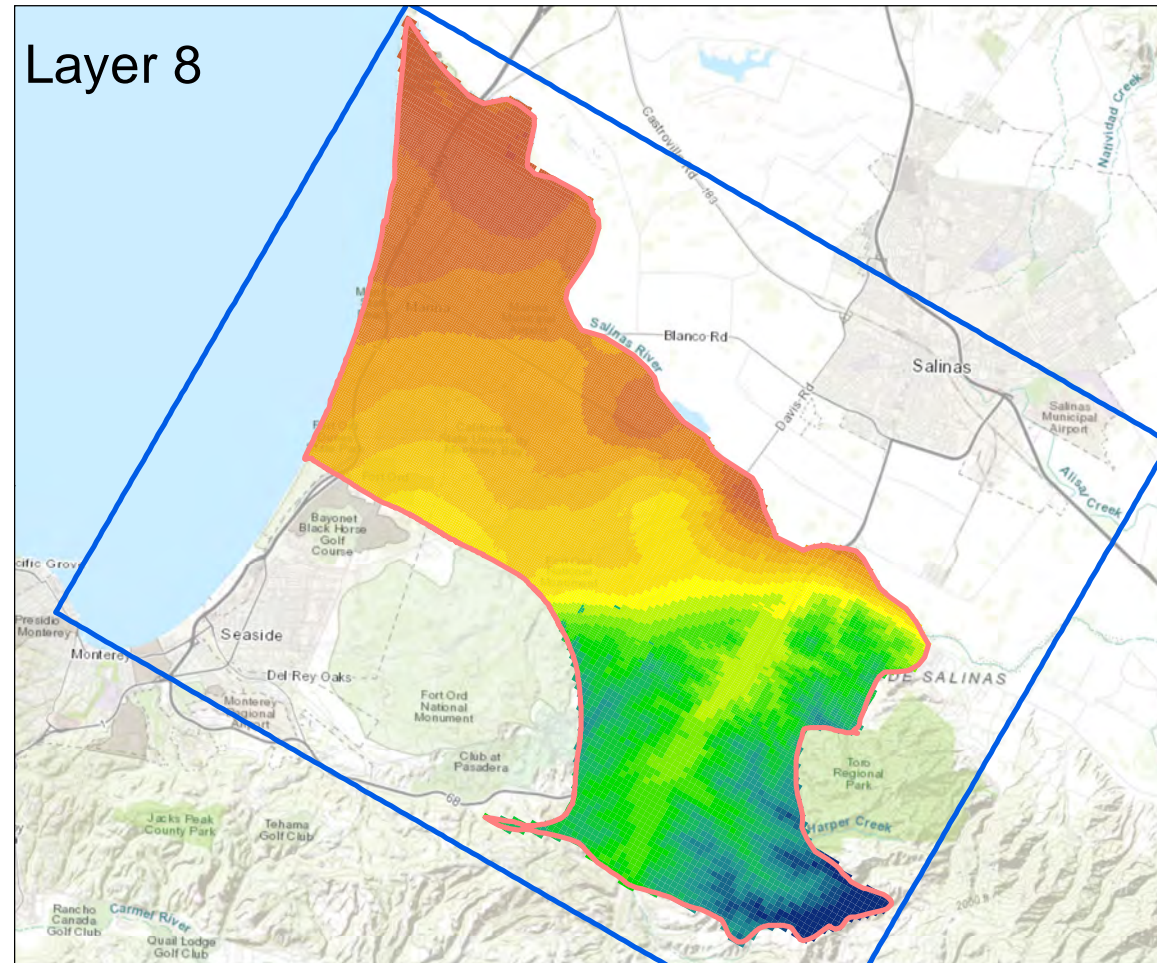 Layer 8
Natividad Creek
Castroville Rd
183
Marina
Salinas River
Blanco Rd
Salinas
Davis Rd
Salinas
Municipal
Airport
Alisal Creek
Fort Ord
Bayonet
Black Horse
Golf
Course
cific Grove
Presidio
Monterey
Monterey
Seaside
Del Rey Oaks
Monterey
Regional
Airport
Fort Ord
National
Monument
DE SALINAS
Club at
Pasadera
Toro
Regional
Park
68
1
Jacks Peak
County Park
Tehama
Golf Club
Harper Creek
Rancho
Canada
Golf Club
Carmel River
Quail Lodge
Golf Club